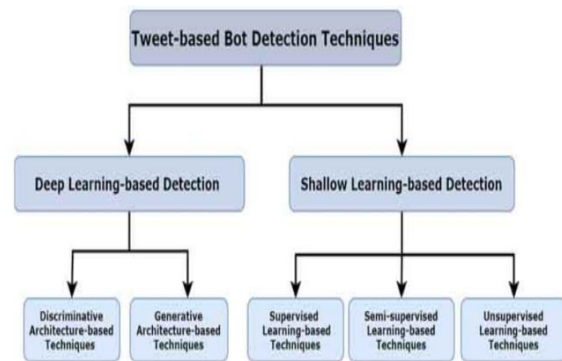 Tweet-based Bot Detection Techniques
Deep Learning-based Detection
Shallow Learning-based Detection
Discriminative
Architecture-based
Techniques
Generative
Architecture-based
Techniques
Supervised
Learning-based
Techniques
Semi-supervised
Learning-based
Techniques
Unsupervised
Learning-based
Techniques